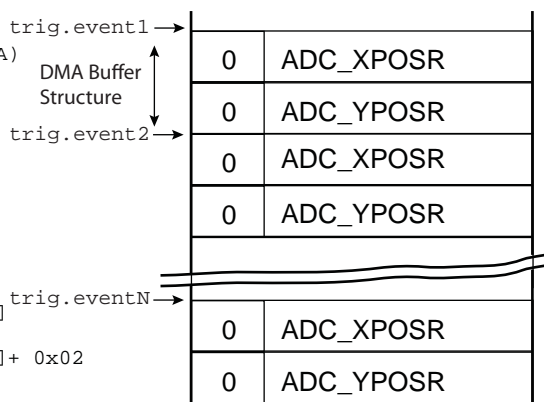 trig.event1
A)
0 ADC_XPOSR
DMA Buffer
Structure
0 ADC_YPOSR
trig.event2
0 ADC_XPOSR
0 ADC_YPOSR
trig.eventN
]
0 ADC_XPOSR
]+ 0x02
0 ADC_YPOSR